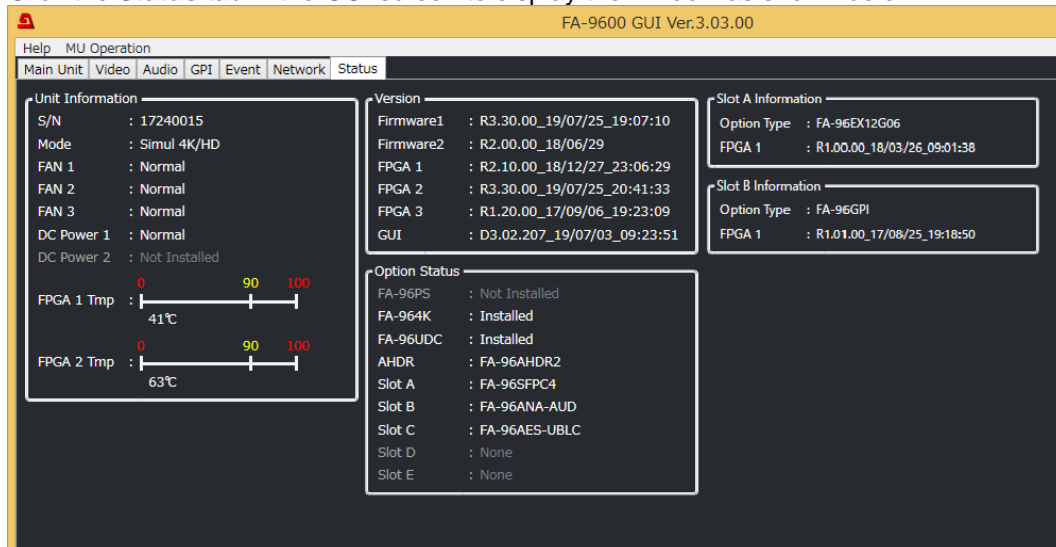 FA-9600 GUI Ver.3.03.00
Help MU Operation
Main Unit Video Audio GPI Event Network Status
Unit Information
S/N : 17240015
Mode : Simul 4K/HD
FAN 1 : Normal
FAN 2 : Normal
FAN 3 : Normal
DC Power 1 : Normal
DC Power 2 : Not Installed
0 90 100
FPGA 1 Tmp :
41℃
0 90 100
FPGA 2 Tmp :
63℃
Version
Firmware1 : R3.30.00_19/07/25_19:07:10
Firmware2 : R2.00.00_18/06/29
FPGA 1 : R2.10.00_18/12/27_23:06:29
FPGA 2 : R3.30.00_19/07/25_20:41:33
FPGA 3 : R1.20.00_17/09/06_19:23:09
GUI : D3.02.207_19/07/03_09:23:51
Option Status
FA-96PS : Not Installed
FA-964K : Installed
FA-96UDC : Installed
AHDR : FA-96AHDR2
Slot A : FA-96SFPC4
Slot B : FA-96ANA-AUD
Slot C : FA-96AES-UBLC
Slot D : None
Slot E : None
Slot A Information
Option Type : FA-96EX12G06
FPGA 1 : R1.00.00_18/03/26_09:01:38
Slot B Information
Option Type : FA-96GPI
FPGA 1 : R1.01.00_17/08/25_19:18:50